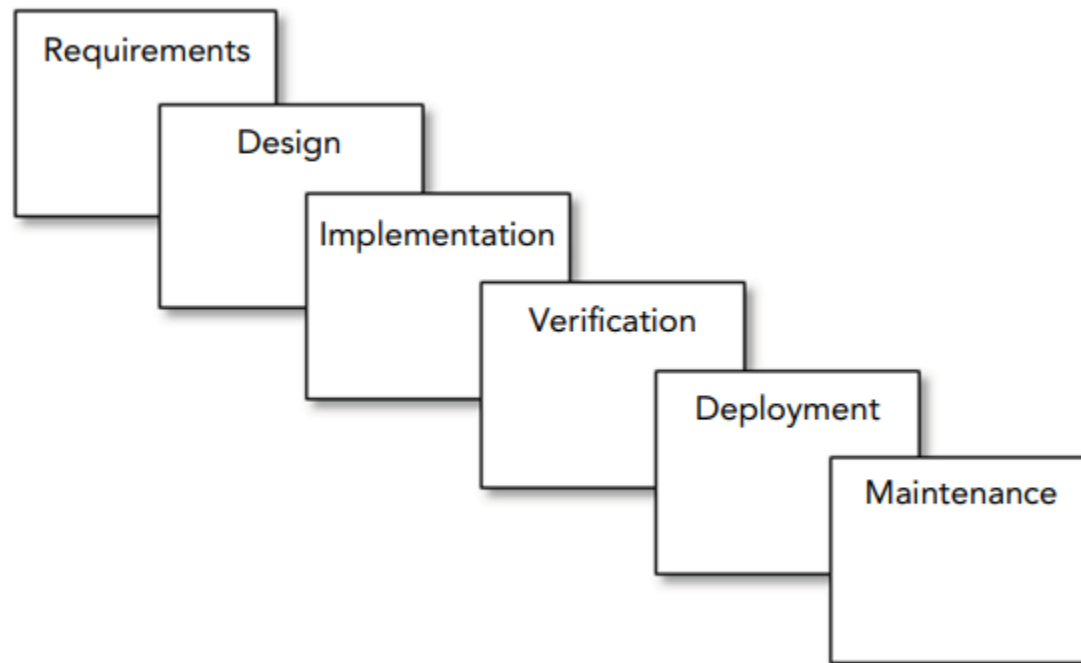 Requirements
Design
Implementation
Verification
Deployment
Maintenance